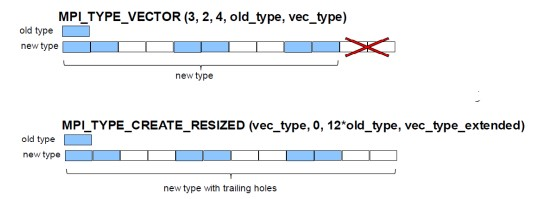 MPI_TYPE_VECTOR (3, 2, 4, old_type, vec_type)
old type
new type
new type
MPI_TYPE_CREATE_RESIZED (vec_type, 0, 12*old_type, vec_type_extended)
old type
new type
new type with trailing holes